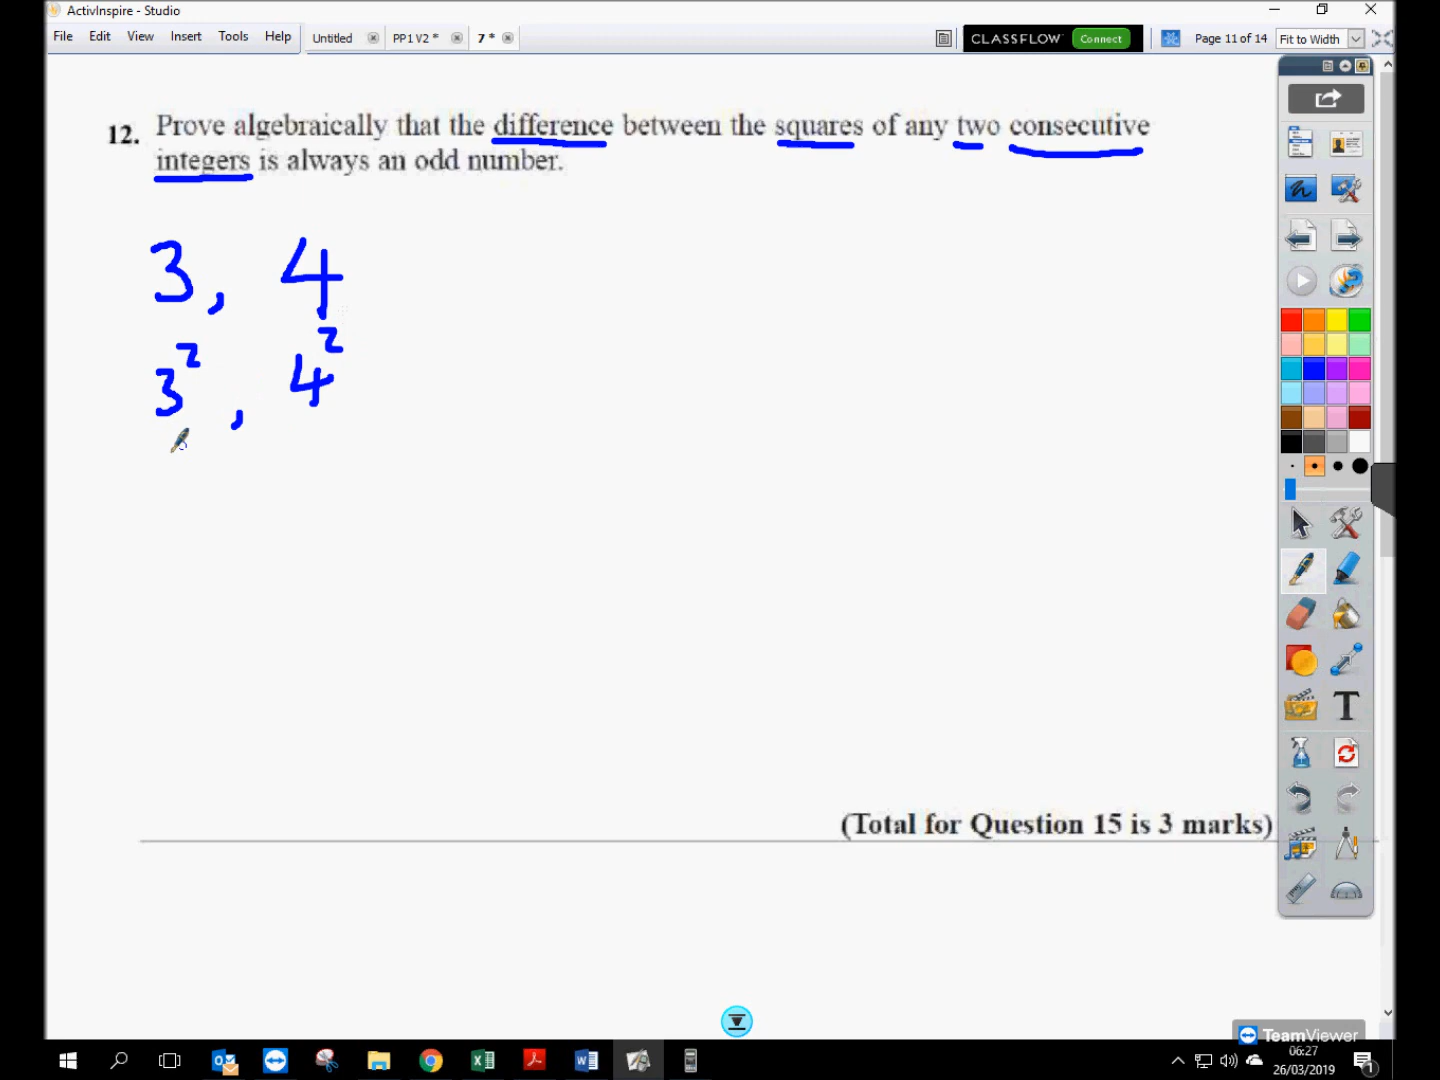 ActivInspire - Studio
File Edit View Insert Tools Help Untitled PP1 V2 * 7 * CLASSFLOW Connect Page 11 of 14 Fit to Width
12. Prove algebraically that the difference between the squares of any two consecutive
integers is always an odd number.
3, 4
3², 4²
T
(Total for Question 15 is 3 marks)
TeamViewer
06:27
26/03/2019
1